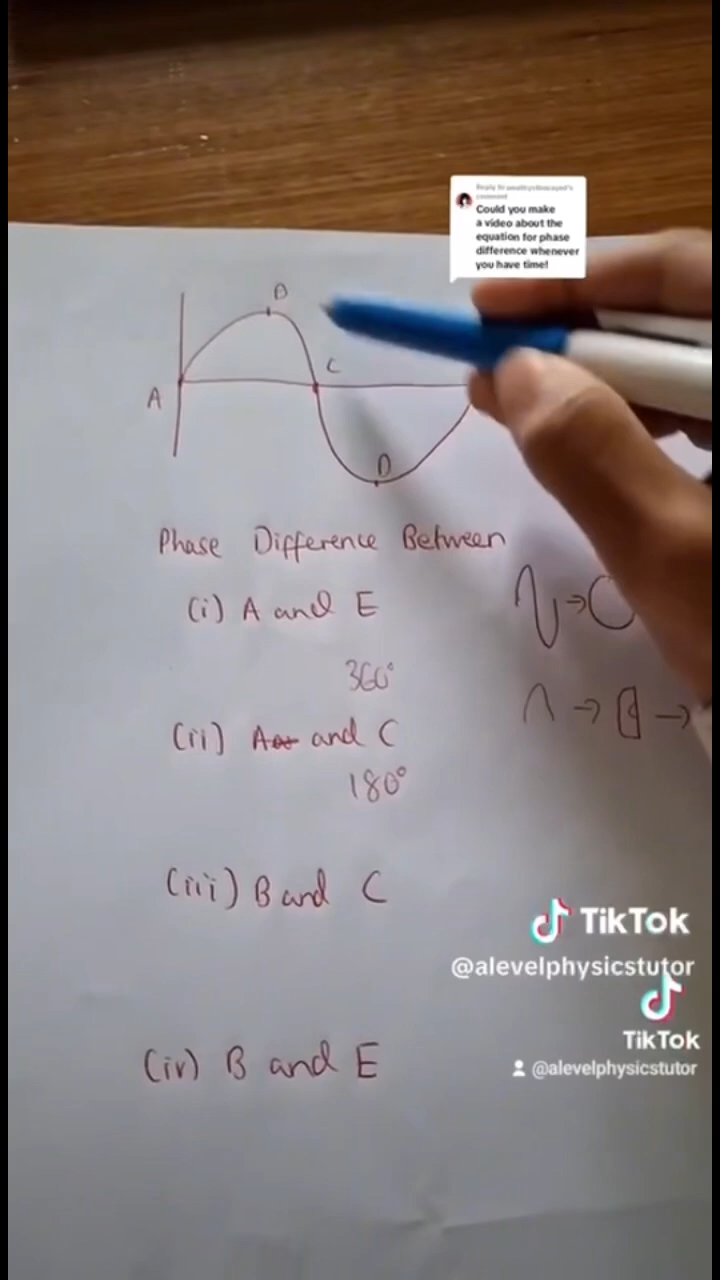 Could you make
a video about the
equation for phase
difference whenever
you have time!
B
C
A
D
Phase Difference Between
(i) A and E
360°
(ii) A and C
180°
(iii) B and C
(iv) B and E
TikTok
@alevelphysicstutor
TikTok
@alevelphysicstutor